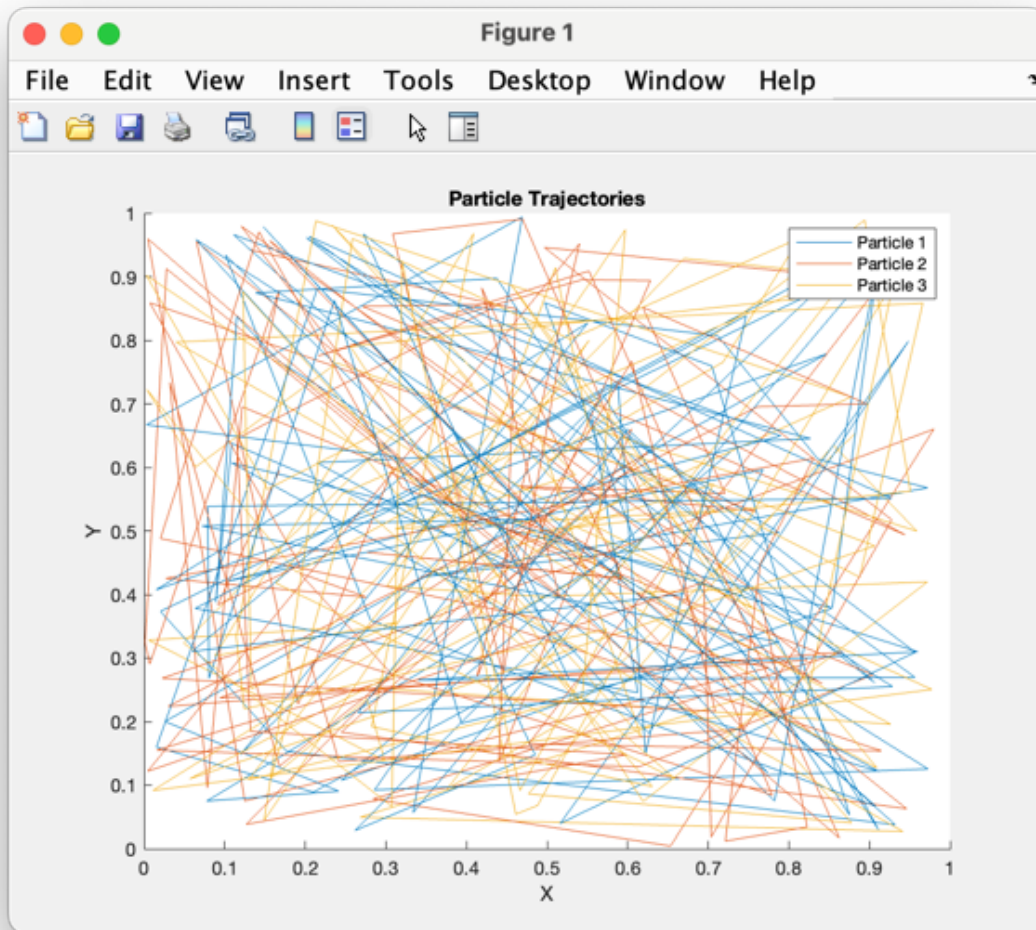 Figure 1
File Edit View Insert Tools Desktop Window Help
Particle Trajectories
Particle 1
Particle 2
Particle 3
1
0.9
0.8
0.7
0.6
0.5
0.4
0.3
0.2
0.1
0
Y
0 0.1 0.2 0.3 0.4 0.5 0.6 0.7 0.8 0.9 1
X